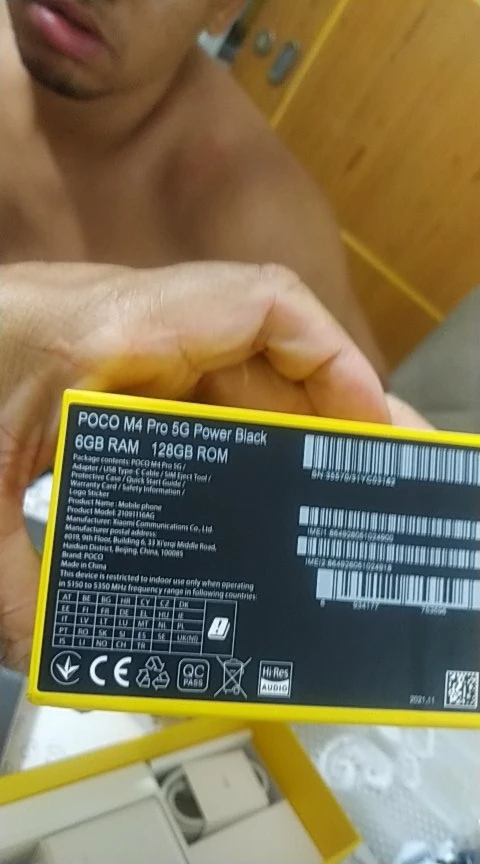 POCO M4 Pro 5G Power Black
6GB RAM 128GB ROM
Package contents: POCO M4 Pro 5G /
Adapter / USB Type-C Cable / SIM Eject Tool /
Protective Case / Quick Start Guide /
Warranty Card / Safety Information /
Logo Sticker
Product Name: Mobile phone
Product Model: 21091116AG
Manufacturer: Xiaomi Communications Co., Ltd.
Manufacturer postal address:
#019, 9th Floor, Building 6, 33 Xi'erqi Middle Road,
Haidian District, Beijing, China, 100085
Brand: POCO
Made in China
This device is restricted to indoor use only when operating
in 5150 to 5350 MHz frequency range in following countries:
AT BE BG HR CY CZ DK
EE FI FR DE EL HU IE
IT LV LT LU MT NL PL
PT RO SK SI ES SE UK(NI)
IS LI NO CH TR
CE
QC
PASS
Hi-Res
AUDIO
SN:
IMEI1:
IMEI2:
2021.11